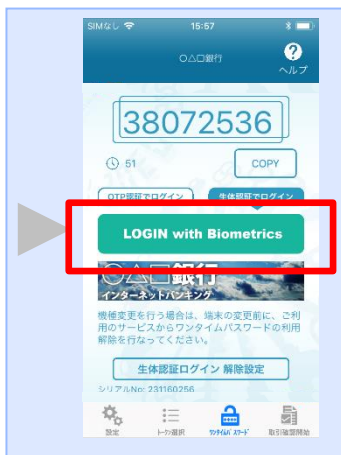 SIMなし 15:57
○△□銀行
?
ヘルプ
38072536
51 COPY
OTP認証でログイン 生体認証でログイン
LOGIN with Biometrics
○△□銀行
インターネットバンキング
機種変更を行う場合は、端末の変更前に、ご利
用のサービスからワンタイムパスワードの利用
解除を行なってください。
生体認証ログイン 解除設定
シリアルNo: 231160256
設定 トークン選択 ワンタイムパスワード 取引確認開始